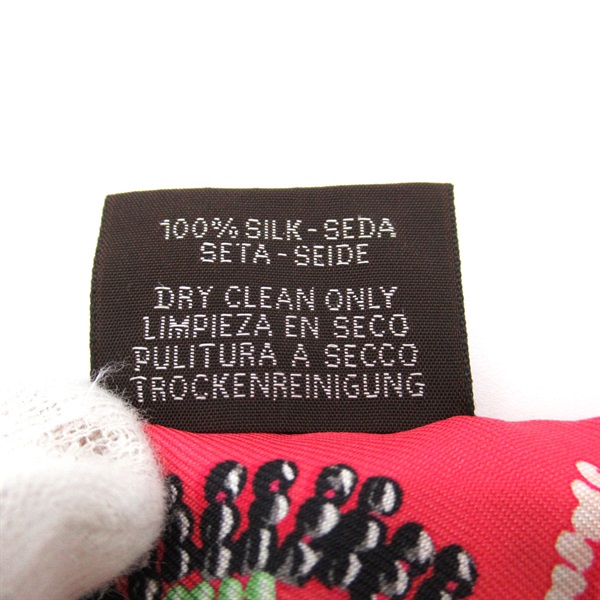 100% SILK-SEDA
SETA-SEIDE
DRY CLEAN ONLY
LIMPIEZA EN SECO
PULITURA A SECCO
TROCKENREINIGUNG